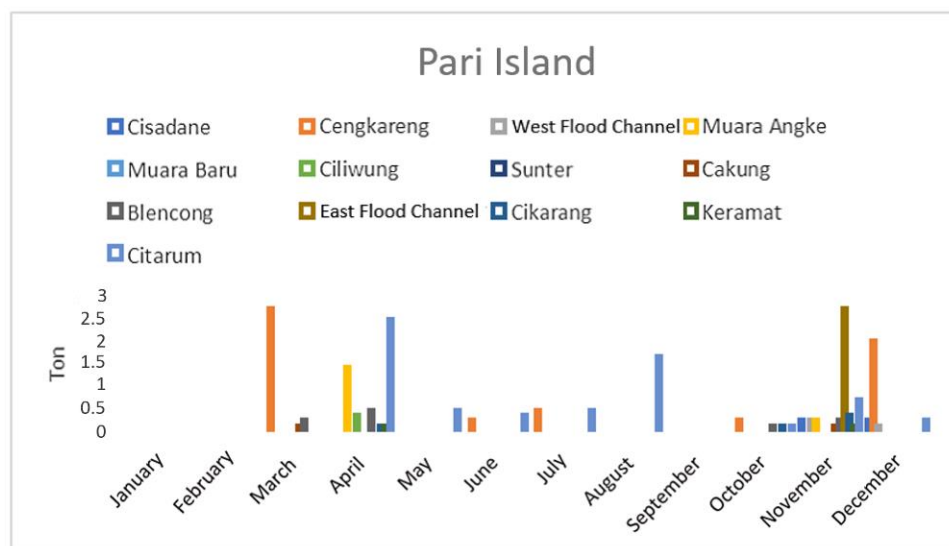 Pari Island
Cisadane Cengkareng West Flood Channel Muara Angke
Muara Baru Ciliwung Sunter Cakung
Blencong East Flood Channel Cikarang Keramat
Citarum
Ton
3
2.5
2
1.5
1
0.5
0
January February March April May June July August September October November December